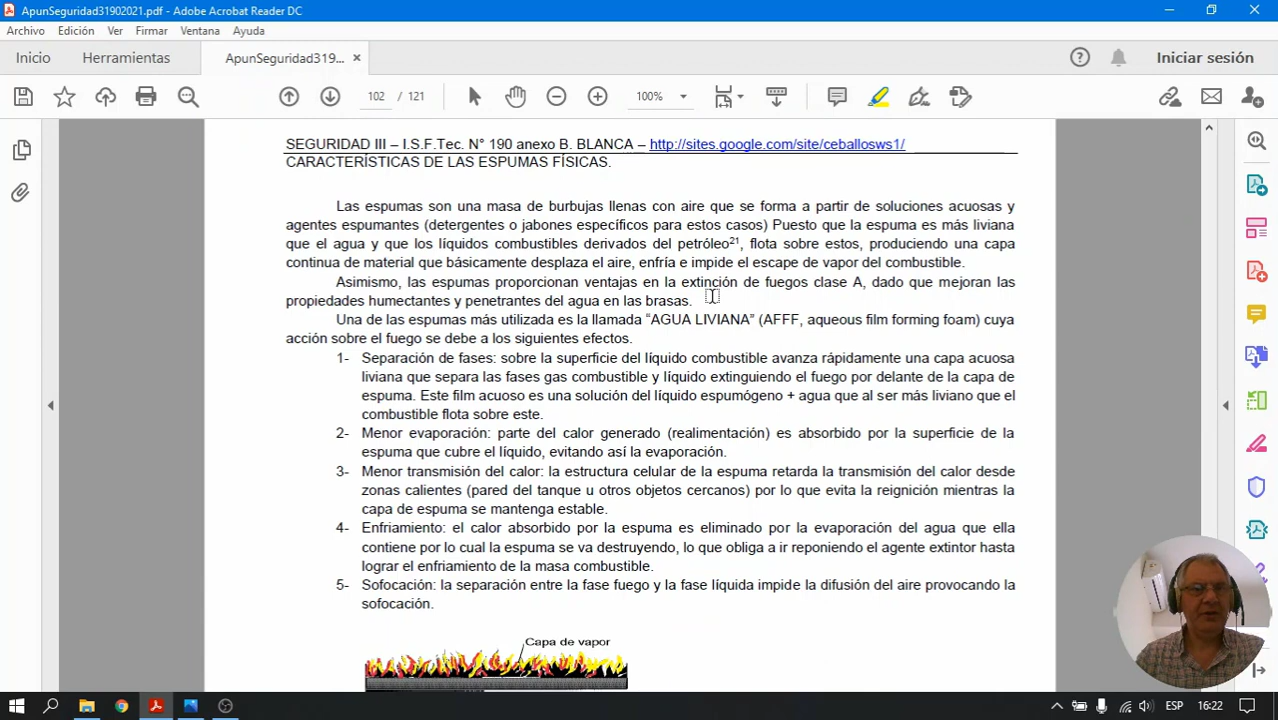 ApunSeguridad31902021.pdf - Adobe Acrobat Reader DC
Archivo Edición Ver Firmar Ventana Ayuda
Inicio Herramientas ApunSeguridad319... × Iniciar sesión
102 / 121 100%
SEGURIDAD III – I.S.F.Tec. N° 190 anexo B. BLANCA – http://sites.google.com/site/ceballosws1/
CARACTERÍSTICAS DE LAS ESPUMAS FÍSICAS.
Las espumas son una masa de burbujas llenas con aire que se forma a partir de soluciones acuosas y
agentes espumantes (detergentes o jabones específicos para estos casos) Puesto que la espuma es más liviana
que el agua y que los líquidos combustibles derivados del petróleo21, flota sobre estos, produciendo una capa
continua de material que básicamente desplaza el aire, enfría e impide el escape de vapor del combustible.
Asimismo, las espumas proporcionan ventajas en la extinción de fuegos clase A, dado que mejoran las
propiedades humectantes y penetrantes del agua en las brasas.
Una de las espumas más utilizada es la llamada “AGUA LIVIANA” (AFFF, aqueous film forming foam) cuya
acción sobre el fuego se debe a los siguientes efectos.
1- Separación de fases: sobre la superficie del líquido combustible avanza rápidamente una capa acuosa
liviana que separa las fases gas combustible y líquido extinguiendo el fuego por delante de la capa de
espuma. Este film acuoso es una solución del líquido espumógeno + agua que al ser más liviano que el
combustible flota sobre este.
2- Menor evaporación: parte del calor generado (realimentación) es absorbido por la superficie de la
espuma que cubre el líquido, evitando así la evaporación.
3- Menor transmisión del calor: la estructura celular de la espuma retarda la transmisión del calor desde
zonas calientes (pared del tanque u otros objetos cercanos) por lo que evita la reignición mientras la
capa de espuma se mantenga estable.
4- Enfriamiento: el calor absorbido por la espuma es eliminado por la evaporación del agua que ella
contiene por lo cual la espuma se va destruyendo, lo que obliga a ir reponiendo el agente extintor hasta
lograr el enfriamiento de la masa combustible.
5- Sofocación: la separación entre la fase fuego y la fase líquida impide la difusión del aire provocando la
sofocación.
Capa de vapor
ESP 16:22